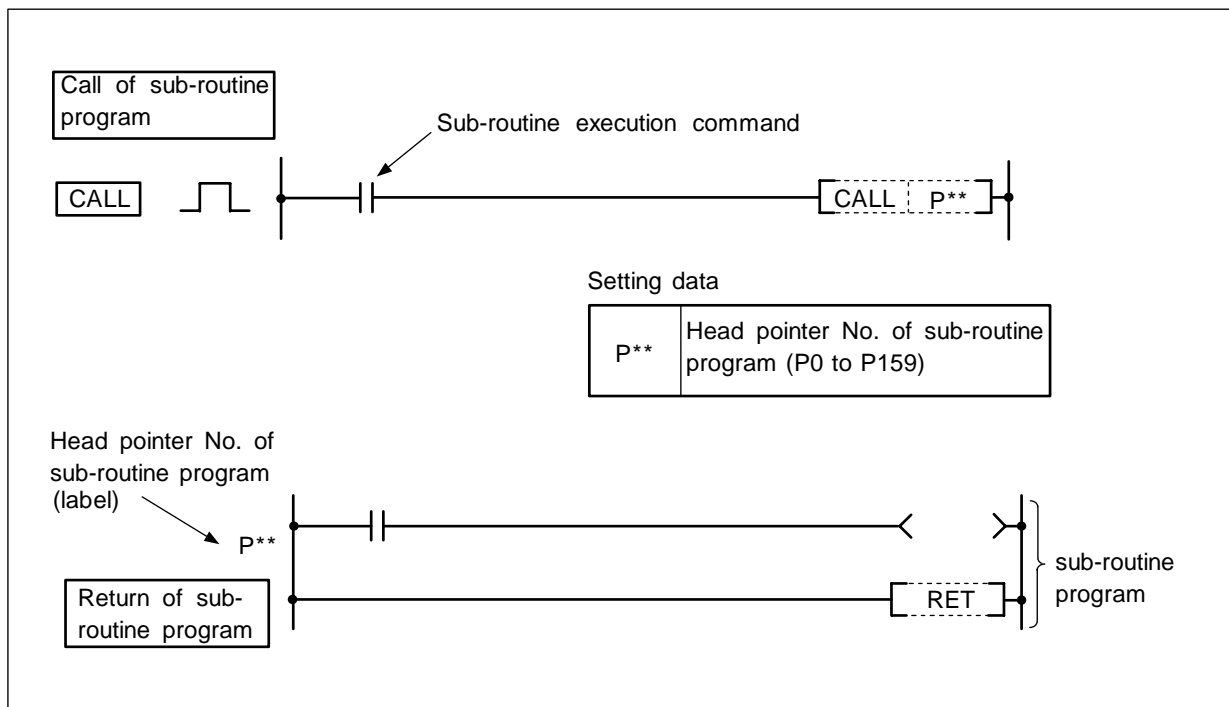 Call of sub-routine
program
Sub-routine execution command
CALL
CALL P**
Setting data
P** Head pointer No. of sub-routine
program (P0 to P159)
Head pointer No. of
sub-routine program
(label)
P**
sub-routine
program
Return of sub-
routine program
RET